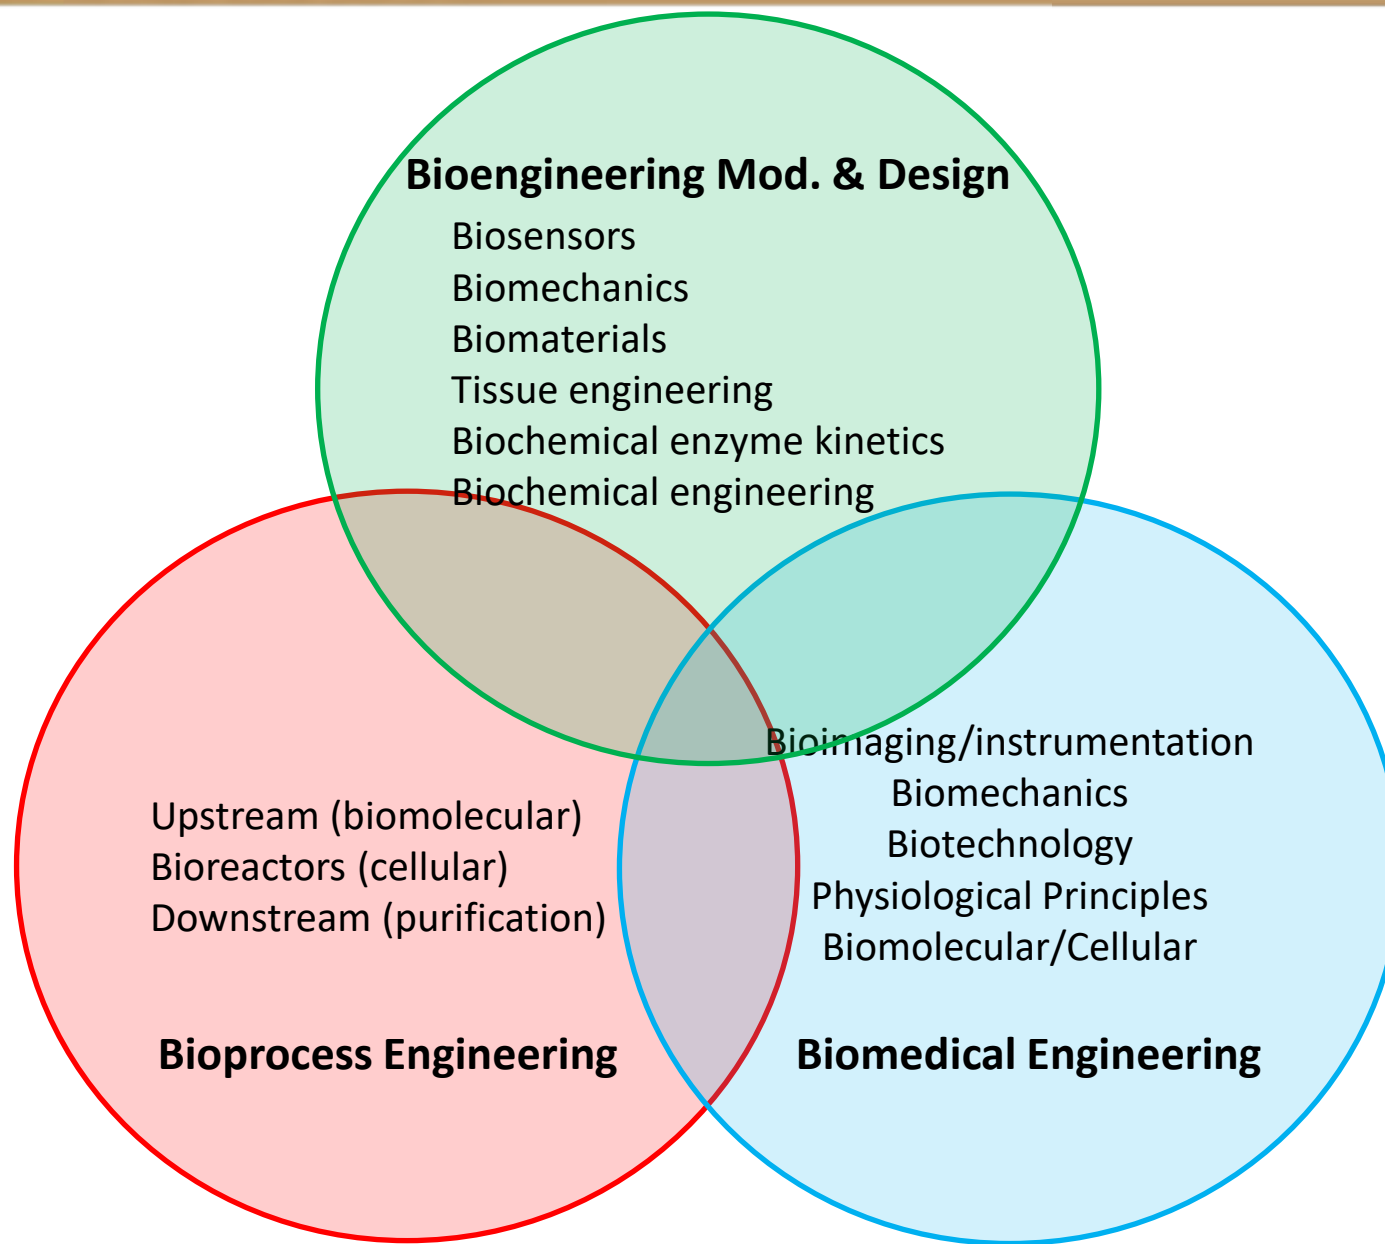 Bioengineering Mod. & Design
Biosensors
Biomechanics
Biomaterials
Tissue engineering
Biochemical enzyme kinetics
Biochemical engineering
Upstream (biomolecular)
Bioreactors (cellular)
Downstream (purification)
Bioprocess Engineering
Bioimaging/instrumentation
Biomechanics
Biotechnology
Physiological Principles
Biomolecular/Cellular
Biomedical Engineering